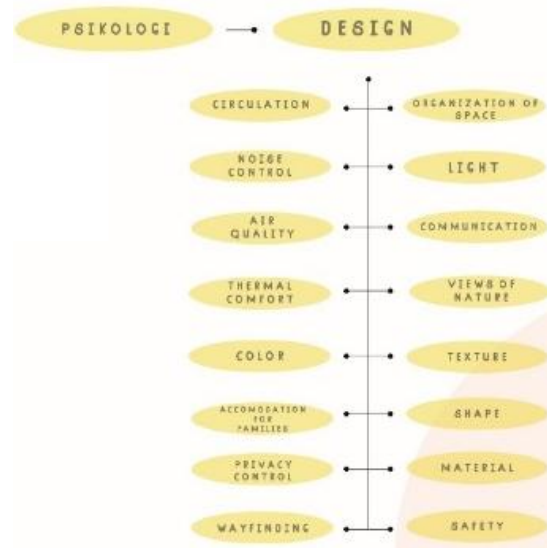 PSIKOLOGI
DESIGN
CIRCULATION
ORGANIZATION OF
SPACE
NOISE
CONTROL
LIGHT
AIR
QUALITY
COMMUNICATION
THERMAL
COMFORT
VIEWS OF
NATURE
COLOR
TEXTURE
ACCOMODATION
FOR
FAMILIES
SHAPE
PRIVACY
CONTROL
MATERIAL
WAYFINDING
SAFETY